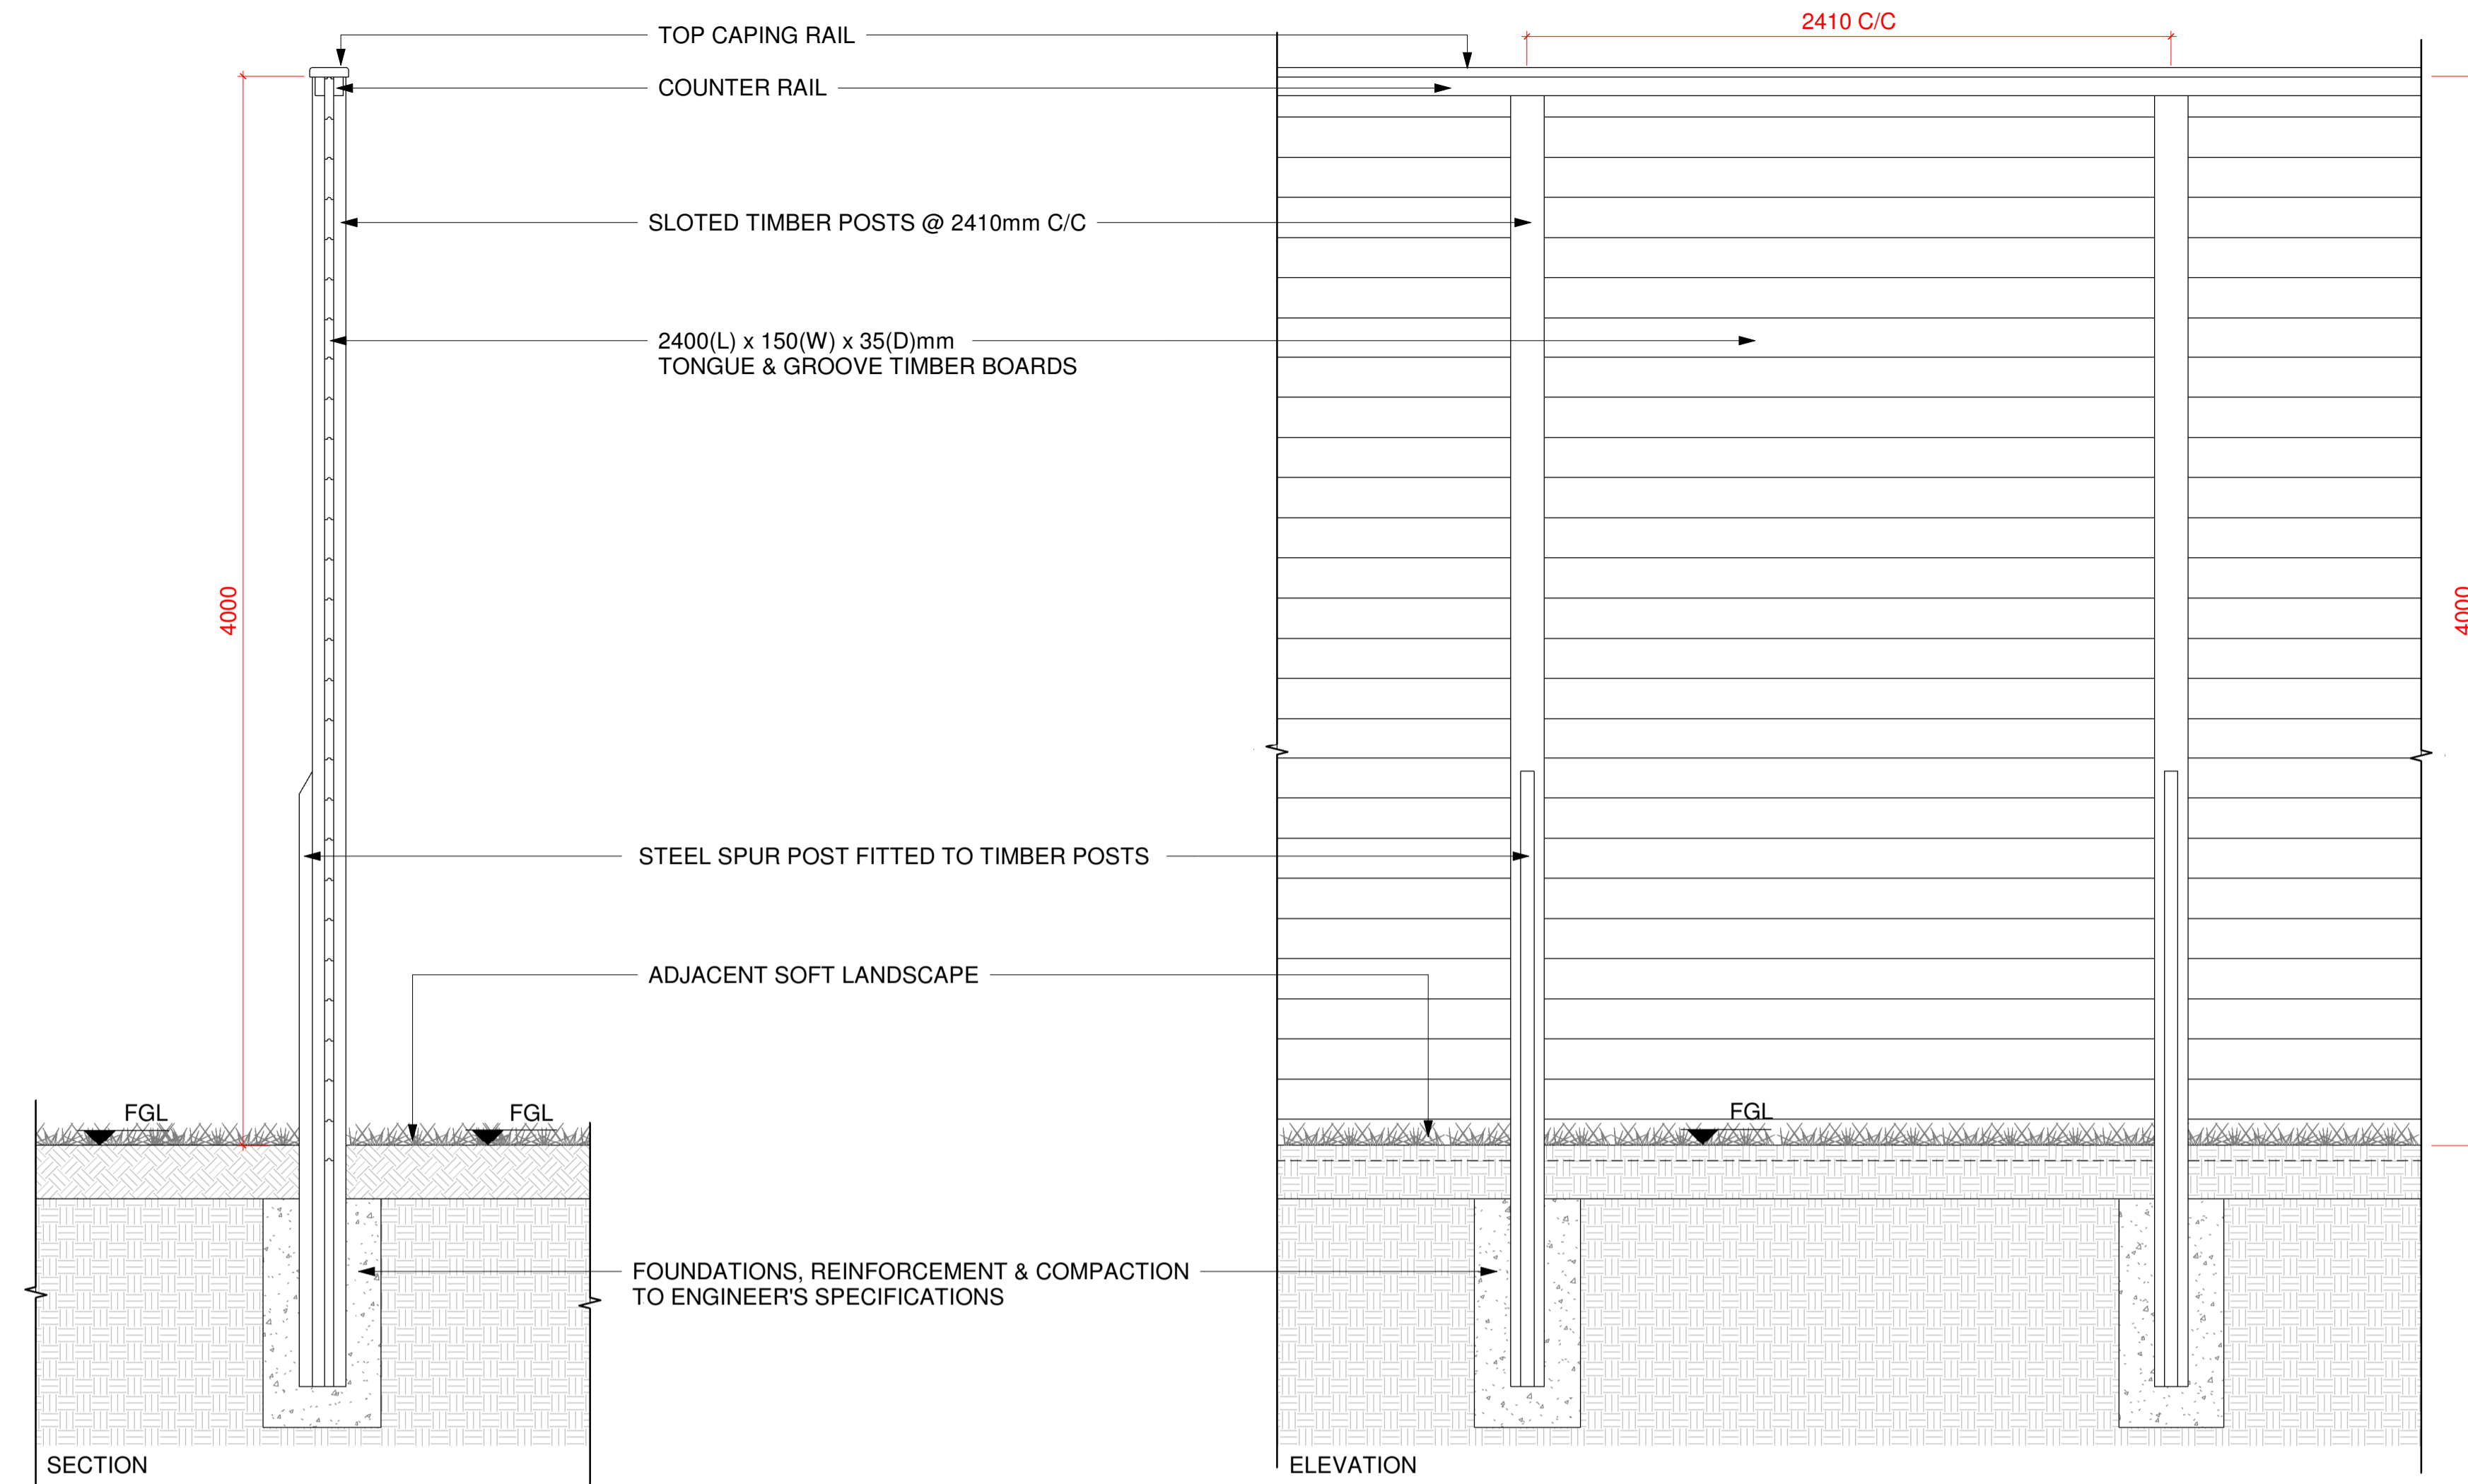 2410 C/C
TOP CAPING RAIL
COUNTER RAIL
SLOTED TIMBER POSTS @ 2410mm C/C
2400(L) x 150(W) x 35(D)mm
TONGUE & GROOVE TIMBER BOARDS
4000
4000
STEEL SPUR POST FITTED TO TIMBER POSTS
ADJACENT SOFT LANDSCAPE
FGL
FGL
FGL
FOUNDATIONS, REINFORCEMENT & COMPACTION
TO ENGINEER'S SPECIFICATIONS
SECTION
ELEVATION